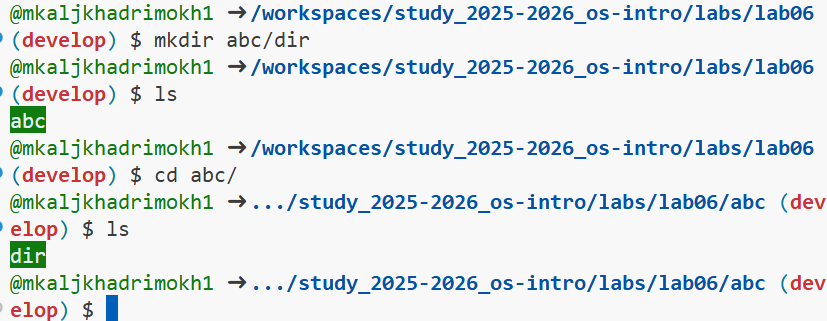 @mkaljkhadrimokh1 ➜ /workspaces/study_2025-2026_os-intro/labs/lab06
(develop) $ mkdir abc/dir
@mkaljkhadrimokh1 ➜ /workspaces/study_2025-2026_os-intro/labs/lab06
(develop) $ ls
abc
@mkaljkhadrimokh1 ➜ /workspaces/study_2025-2026_os-intro/labs/lab06
(develop) $ cd abc/
@mkaljkhadrimokh1 ➜ .../study_2025-2026_os-intro/labs/lab06/abc (dev
elop) $ ls
dir
@mkaljkhadrimokh1 ➜ .../study_2025-2026_os-intro/labs/lab06/abc (dev
elop) $